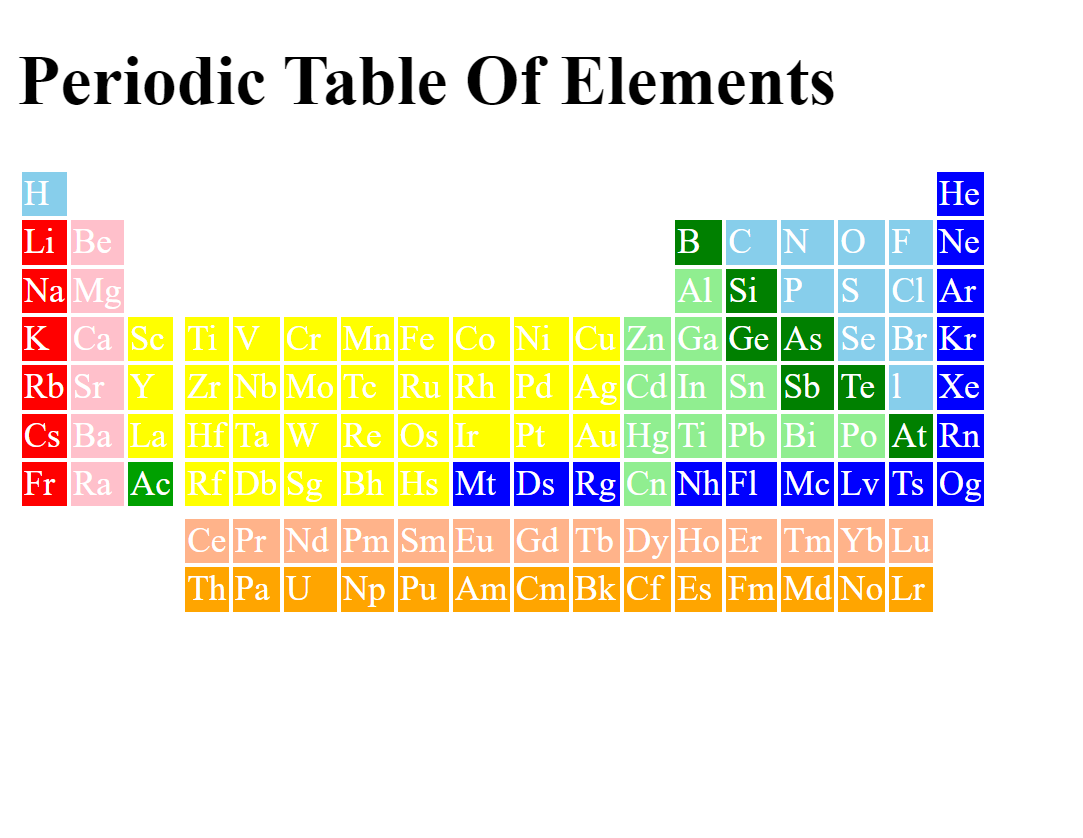 Periodic Table Of Elements
H He
Li Be B C N O F Ne
Na Mg Al Si P S Cl Ar
K Ca Sc Ti V Cr Mn Fe Co Ni Cu Zn Ga Ge As Se Br Kr
Rb Sr Y Zr Nb Mo Tc Ru Rh Pd Ag Cd In Sn Sb Te l Xe
Cs Ba La Hf Ta W Re Os Ir Pt Au Hg Ti Pb Bi Po At Rn
Fr Ra Ac Rf Db Sg Bh Hs Mt Ds Rg Cn Nh Fl Mc Lv Ts Og
Ce Pr Nd Pm Sm Eu Gd Tb Dy Ho Er Tm Yb Lu
Th Pa U Np Pu Am Cm Bk Cf Es Fm Md No Lr